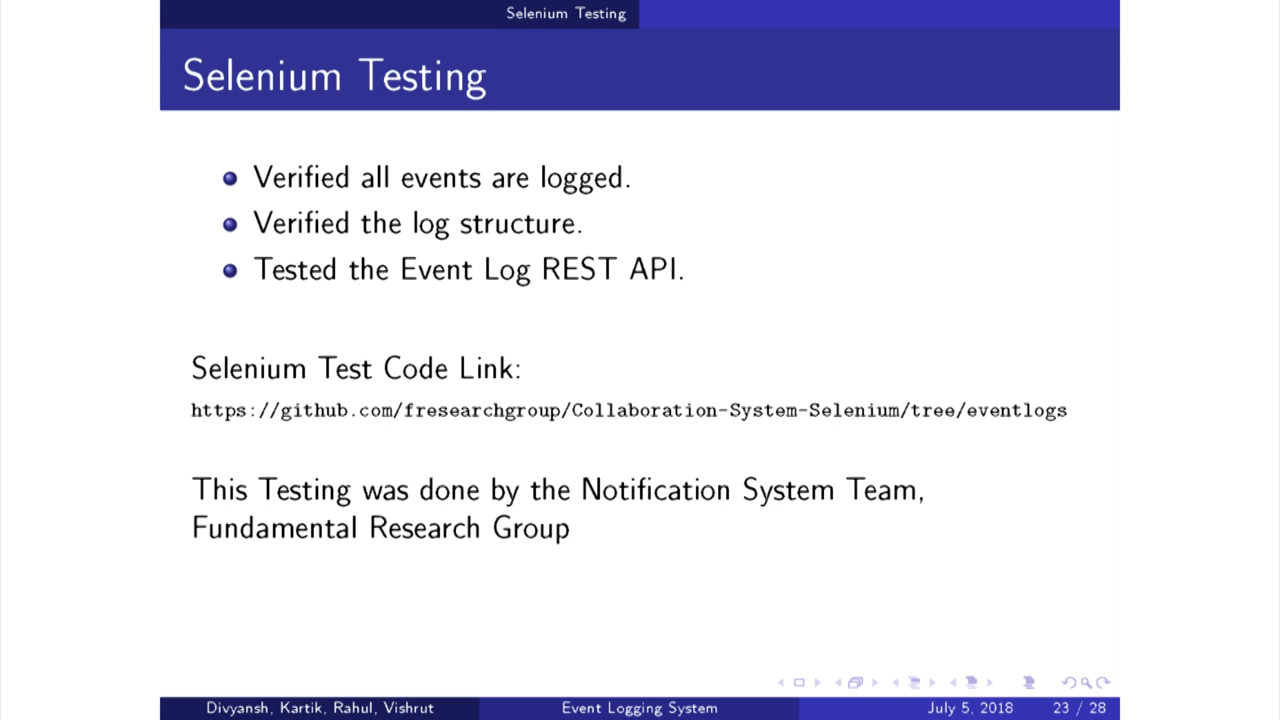 Selenium Testing
Selenium Testing
Verified all events are logged.
Verified the log structure.
Tested the Event Log REST API.
Selenium Test Code Link:
https://github.com/fresearchgroup/Collaboration-System-Selenium/tree/eventlogs
This Testing was done by the Notification System Team,
Fundamental Research Group
Divyansh, Kartik, Rahul, Vishrut Event Logging System July 5, 2018 23 / 28